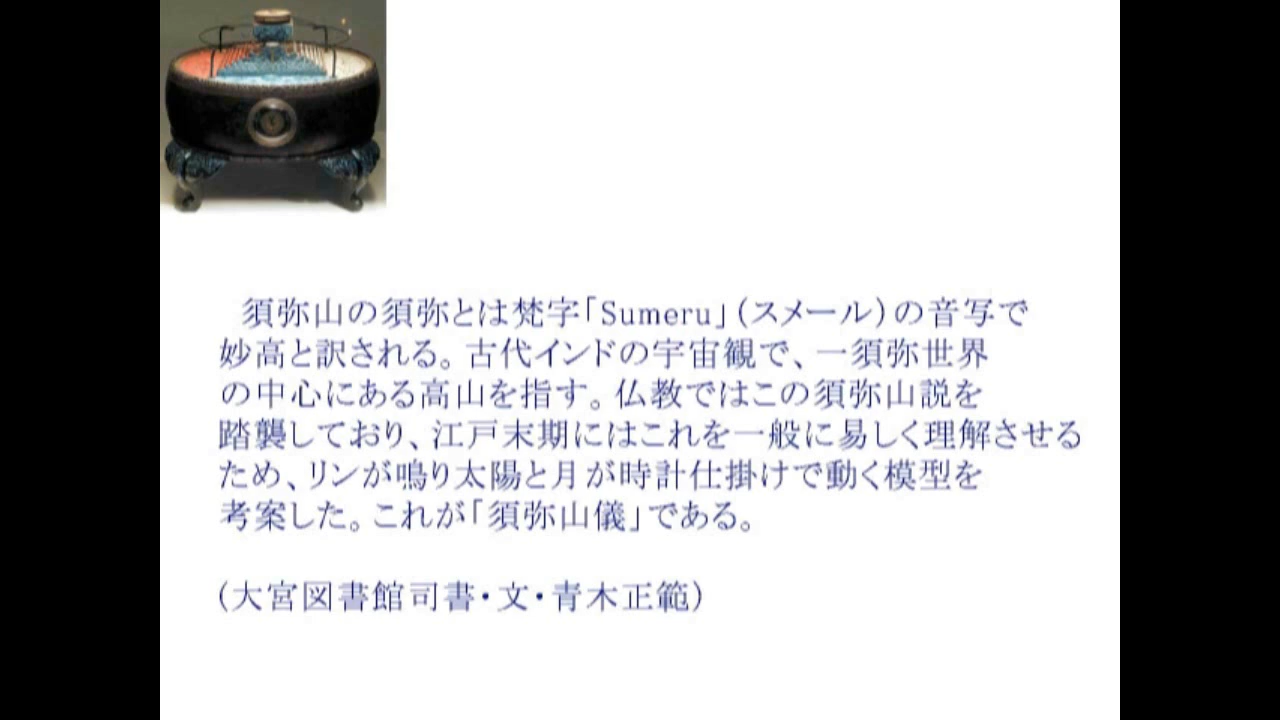 須弥山の須弥とは梵字「Sumeru」(スメール)の音写で
妙高と訳される。古代インドの宇宙観で、一須弥世界
の中心にある高山を指す。仏教ではこの須弥山説を
踏襲しており、江戸末期にはこれを一般に易しく理解させる
ため、リンが鳴り太陽と月が時計仕掛けで動く模型を
考案した。これが「須弥山儀」である。
(大宮図書館司書・文・青木正範)